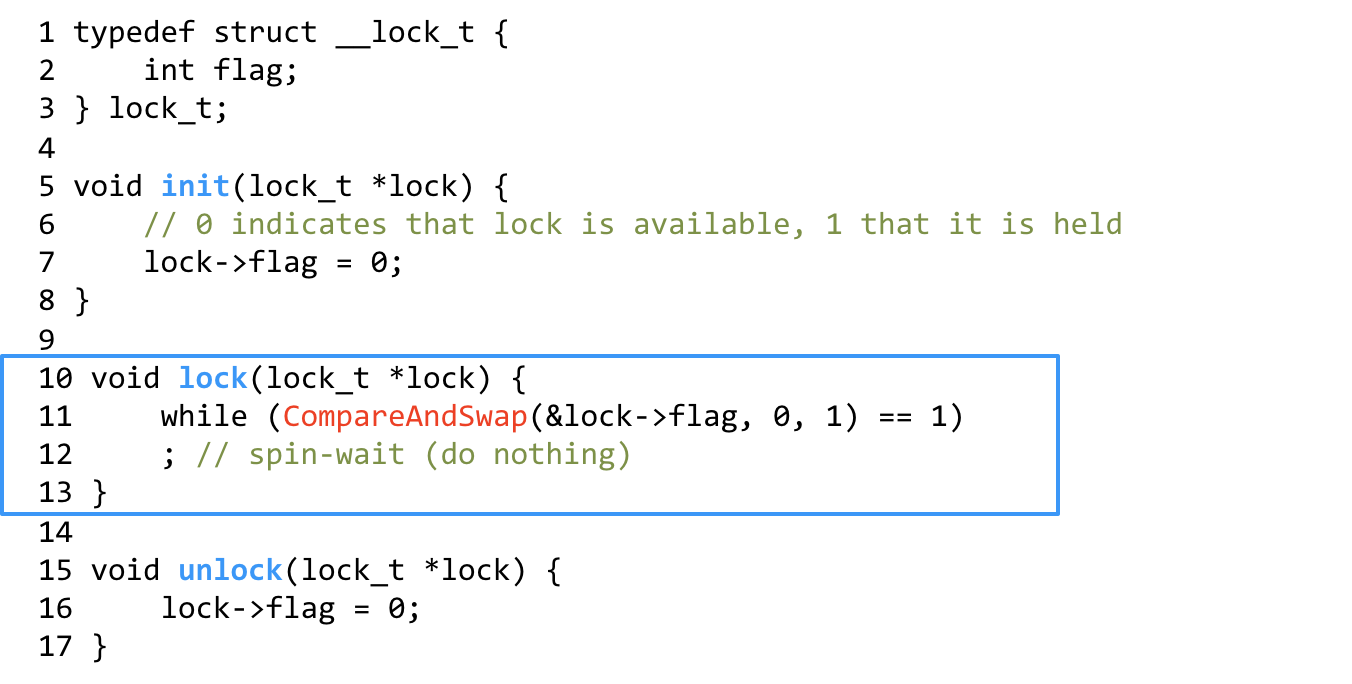 1 typedef struct __lock_t {
2     int flag;
3 } lock_t;
4
5 void init(lock_t *lock) {
6     // 0 indicates that lock is available, 1 that it is held
7     lock->flag = 0;
8 }
9
10 void lock(lock_t *lock) {
11     while (CompareAndSwap(&lock->flag, 0, 1) == 1)
12     ; // spin-wait (do nothing)
13 }
14
15 void unlock(lock_t *lock) {
16     lock->flag = 0;
17 }